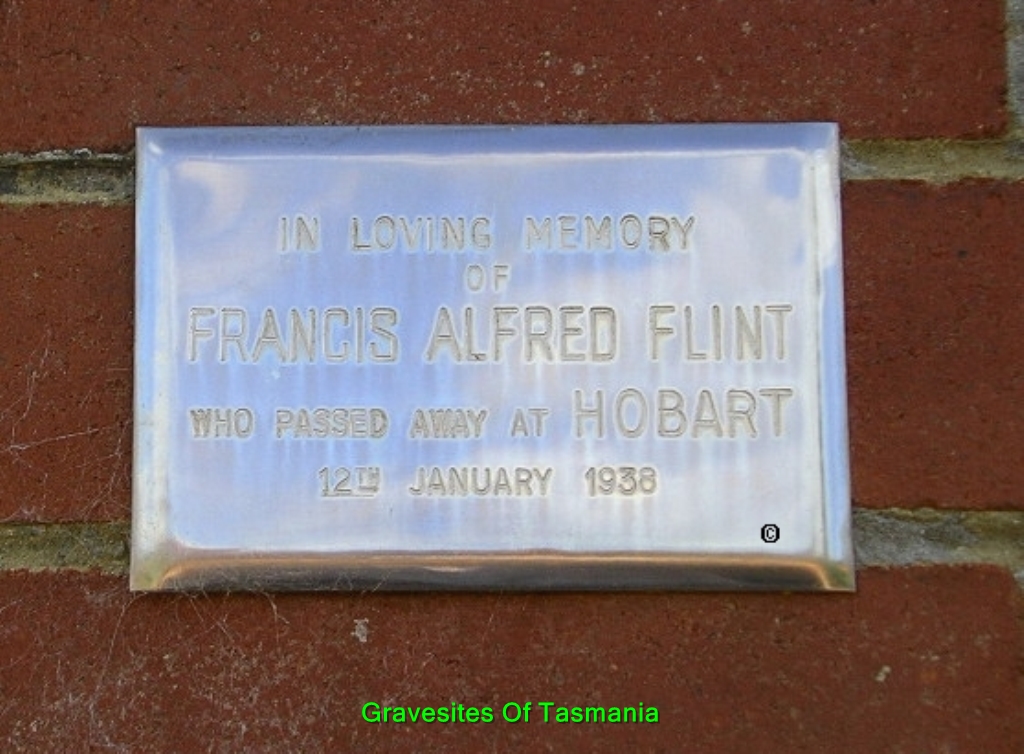 IN LOVING MEMORY
OF
FRANCIS ALFRED FLINT
WHO PASSED AWAY AT HOBART
12TH JANUARY 1938
©
Gravesites Of Tasmania